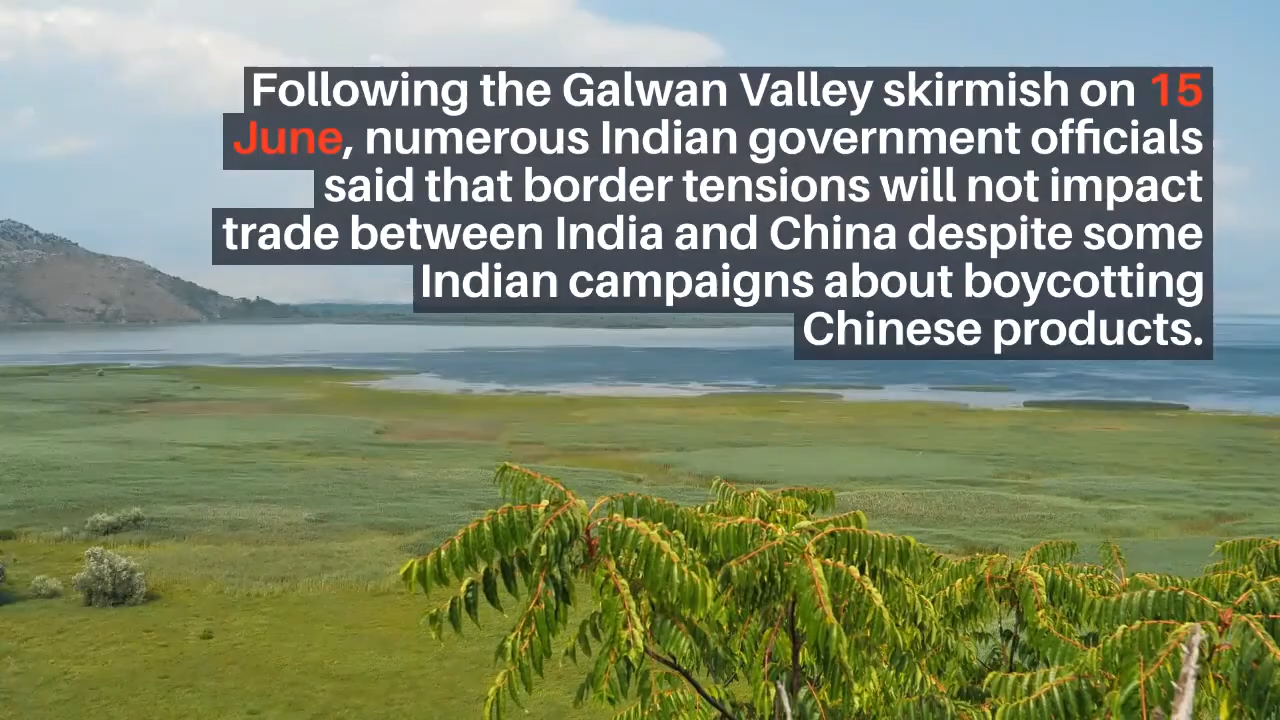 Following the Galwan Valley skirmish on 15
June, numerous Indian government officials
said that border tensions will not impact
trade between India and China despite some
Indian campaigns about boycotting
Chinese products.